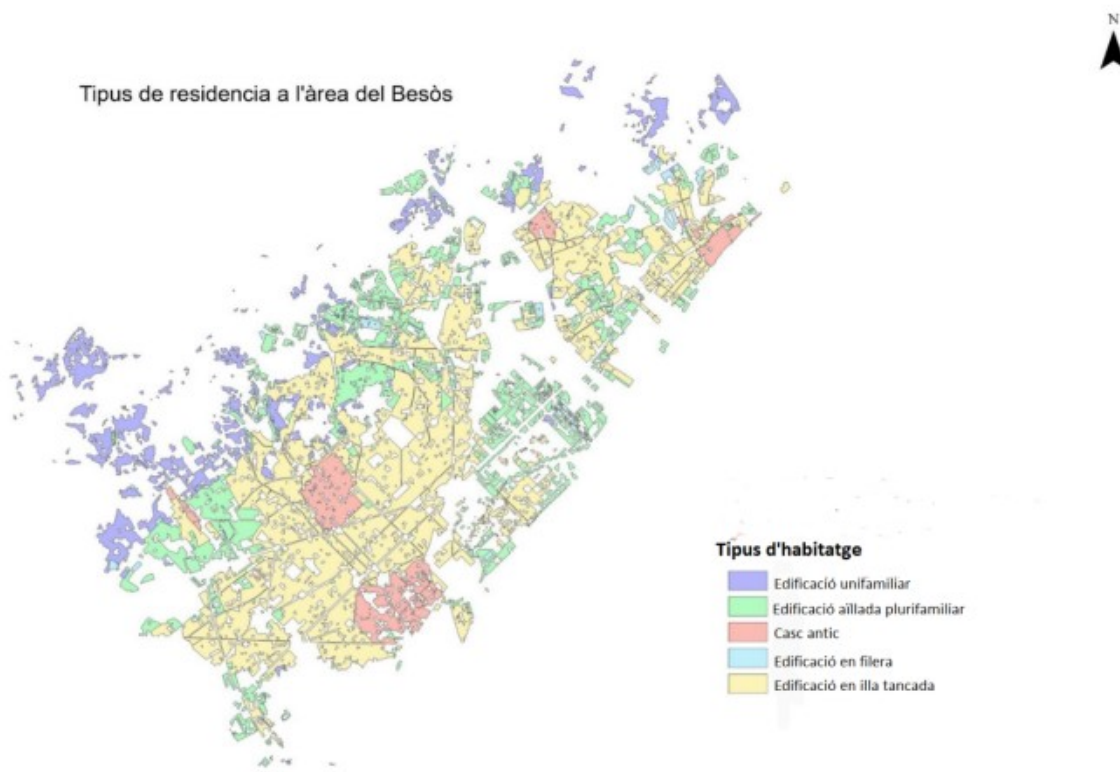 N
Tipus de residencia a l'àrea del Besòs
Tipus d'habitatge
Edificació unifamiliar
Edificació aïllada plurifamiliar
Casc antic
Edificació en filera
Edificació en illa tancada